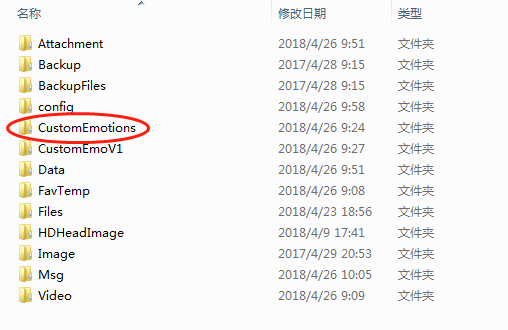 名称 修改日期 类型
Attachment 2018/4/26 9:51 文件夹
Backup 2017/4/28 9:15 文件夹
BackupFiles 2017/4/28 9:15 文件夹
config 2018/4/26 9:58 文件夹
CustomEmotions 2018/4/26 9:24 文件夹
CustomEmoV1 2018/4/26 9:27 文件夹
Data 2018/4/26 9:51 文件夹
FavTemp 2018/4/26 9:08 文件夹
Files 2018/4/23 18:56 文件夹
HDHeadImage 2018/4/9 17:41 文件夹
Image 2017/4/29 20:53 文件夹
Msg 2018/4/26 10:05 文件夹
Video 2018/4/26 9:09 文件夹